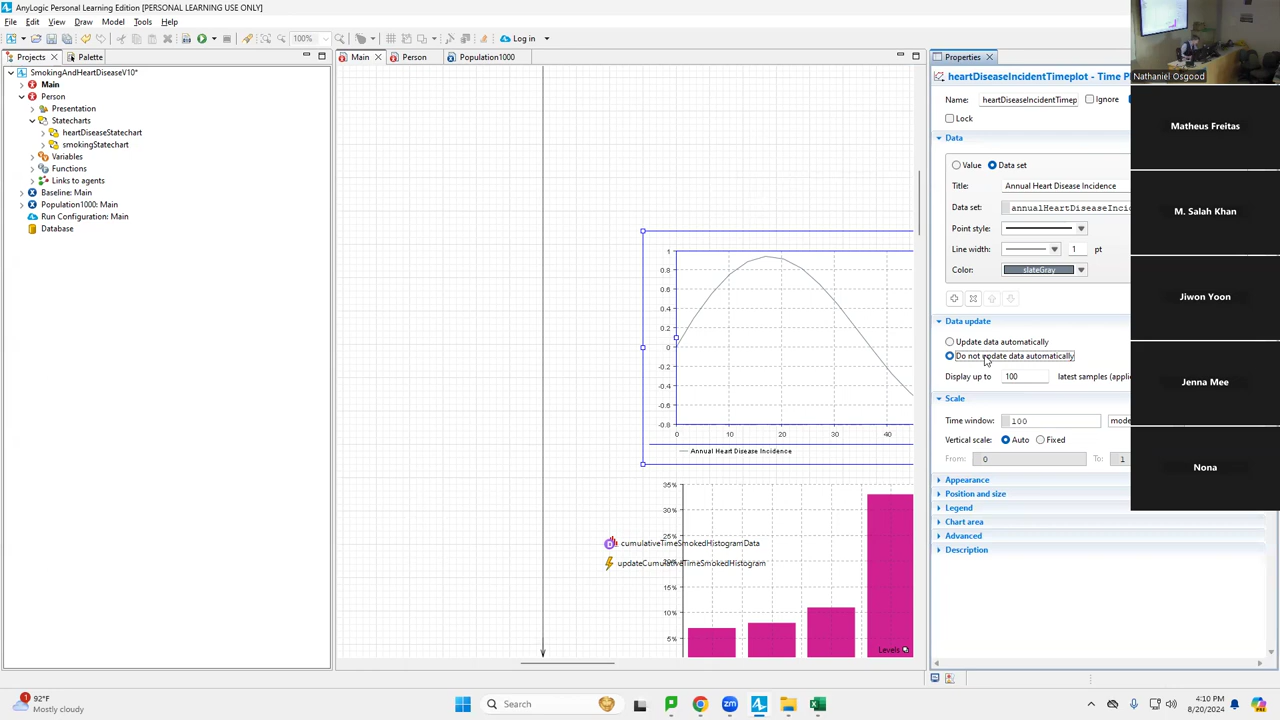 AnyLogic Personal Learning Edition [PERSONAL LEARNING USE ONLY]
File Edit View Draw Model Tools Help
100% Log in
Projects Palette
SmokingAndHeartDiseaseV10*
Main
Person
Presentation
Statecharts
heartDiseaseStatechart
smokingStatechart
Variables
Functions
Links to agents
Baseline: Main
Population1000: Main
Run Configuration: Main
Database
Main Person Population1000
1
0.8
0.6
0.4
0.2
0
-0.2
-0.4
-0.6
-0.8
0 10 20 30 40
Annual Heart Disease Incidence
35%
30%
25%
20%
15%
10%
5%
cumulativeTimeSmokedHistogramData
updateCumulativeTimeSmokedHistogram
Levels
Properties
heartDiseaseIncidentTimeplot - Time Pl
Name: heartDiseaseIncidentTimep Ignore
Lock
Data
Value Data set
Title: Annual Heart Disease Incidence
Data set: annualHeartDiseaseInci
Point style:
Line width: 1 pt
Color: slateGray
Data update
Update data automatically
Do not update data automatically
Display up to 100 latest samples (appli
Scale
Time window: 100 mode
Vertical scale: Auto Fixed
From: 0 To: 1
Appearance
Position and size
Legend
Chart area
Advanced
Description
Nathaniel Osgood
Matheus Freitas
M. Salah Khan
Jiwon Yoon
Jenna Mee
Nona
1
92°F
Mostly cloudy
Search
4:10 PM
8/20/2024